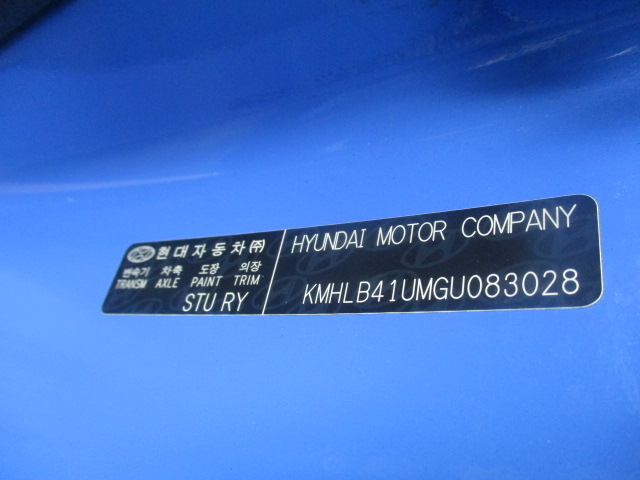 현대자동차(주)
변속기 차축 도장 의장
TRANSM AXLE PAINT TRIM
STU RY
HYUNDAI MOTOR COMPANY
KMHLB41UMGU083028